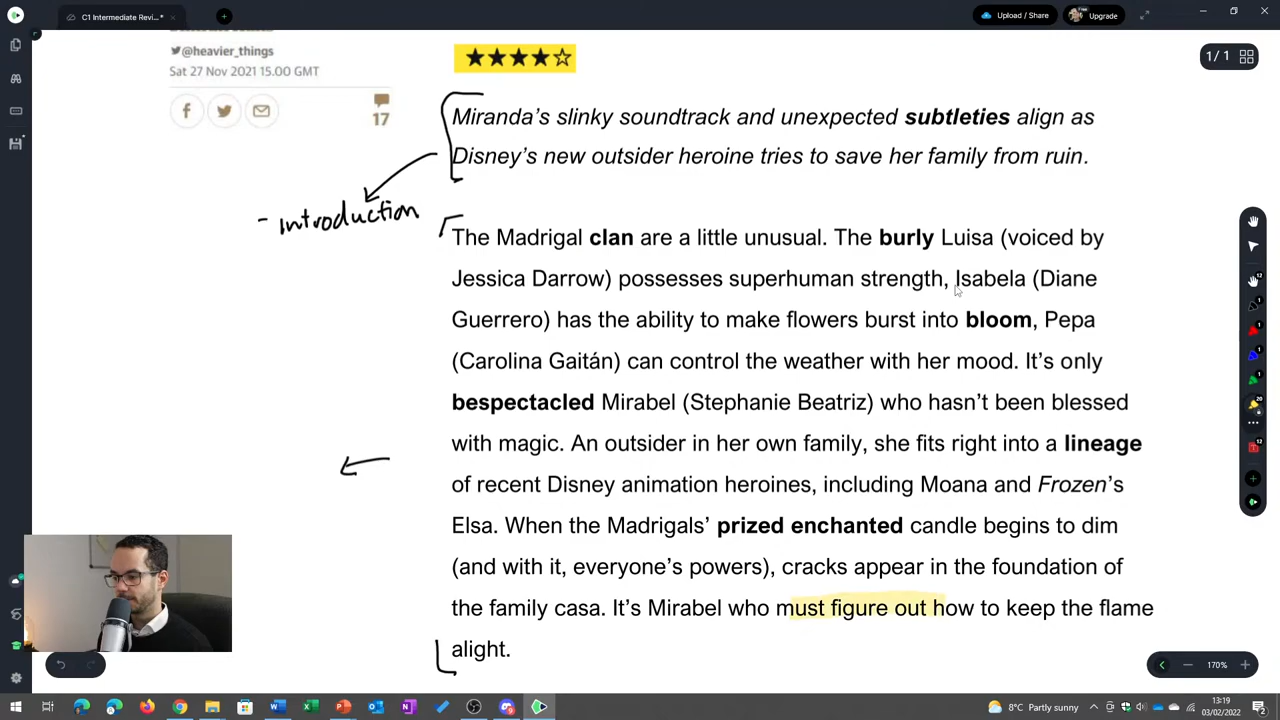 C1 Intermediate Revi...*
Upload / Share
Upgrade
@heavier_things
Sat 27 Nov 2021 15.00 GMT
17
1 / 1
Miranda's slinky soundtrack and unexpected subtleties align as
Disney's new outsider heroine tries to save her family from ruin.
- Introduction
The Madrigal clan are a little unusual. The burly Luisa (voiced by
Jessica Darrow) possesses superhuman strength, Isabela (Diane
Guerrero) has the ability to make flowers burst into bloom, Pepa
(Carolina Gaitán) can control the weather with her mood. It's only
bespectacled Mirabel (Stephanie Beatriz) who hasn't been blessed
with magic. An outsider in her own family, she fits right into a lineage
of recent Disney animation heroines, including Moana and Frozen's
Elsa. When the Madrigals' prized enchanted candle begins to dim
(and with it, everyone's powers), cracks appear in the foundation of
the family casa. It's Mirabel who must figure out how to keep the flame
alight.
170%
8°C Partly sunny
13:19
03/02/2022